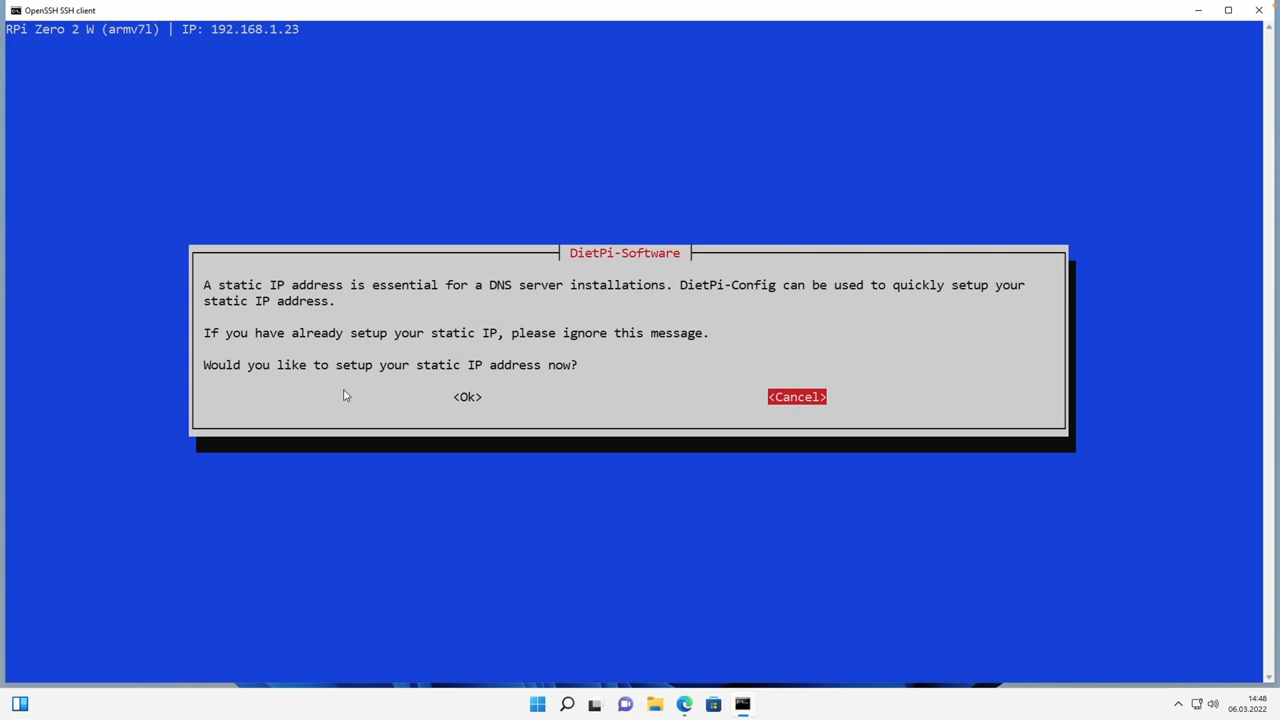 OpenSSH SSH client
RPi Zero 2 W (armv7l) | IP: 192.168.1.23
DietPi-Software
A static IP address is essential for a DNS server installations. DietPi-Config can be used to quickly setup your
static IP address.
If you have already setup your static IP, please ignore this message.
Would you like to setup your static IP address now?
<Ok> <Cancel>
14:48
06.03.2022